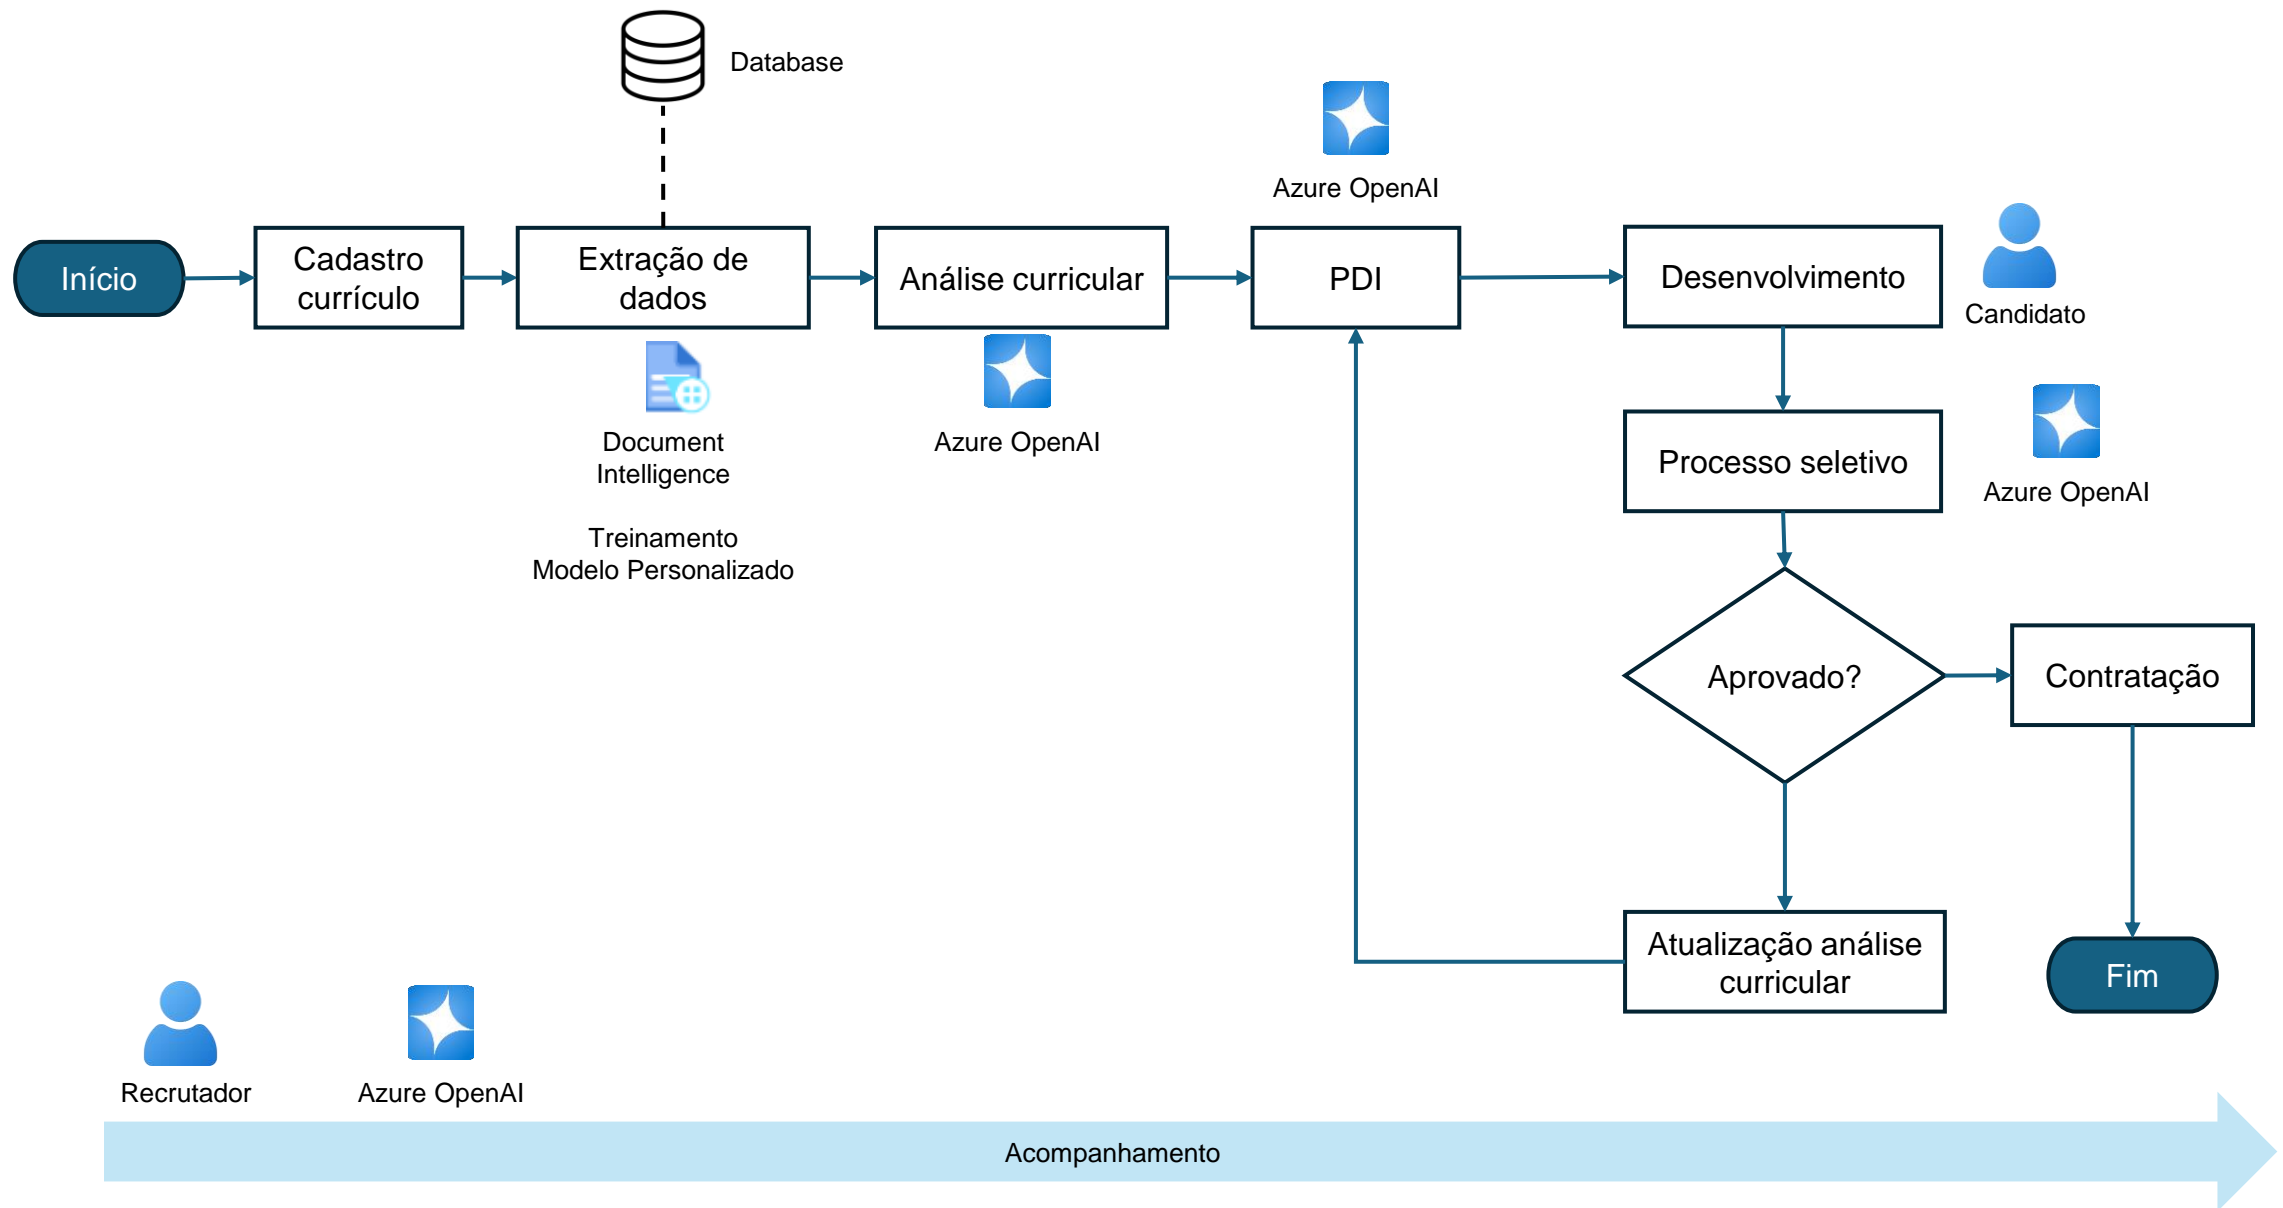 Database
Azure OpenAI
Início
Cadastro
currículo
Extração de
dados
Análise curricular
PDI
Desenvolvimento
Candidato
Document
Intelligence
Treinamento
Modelo Personalizado
Azure OpenAI
Processo seletivo
Azure OpenAI
Aprovado?
Contratação
Atualização análise
curricular
Fim
Recrutador
Azure OpenAI
Acompanhamento